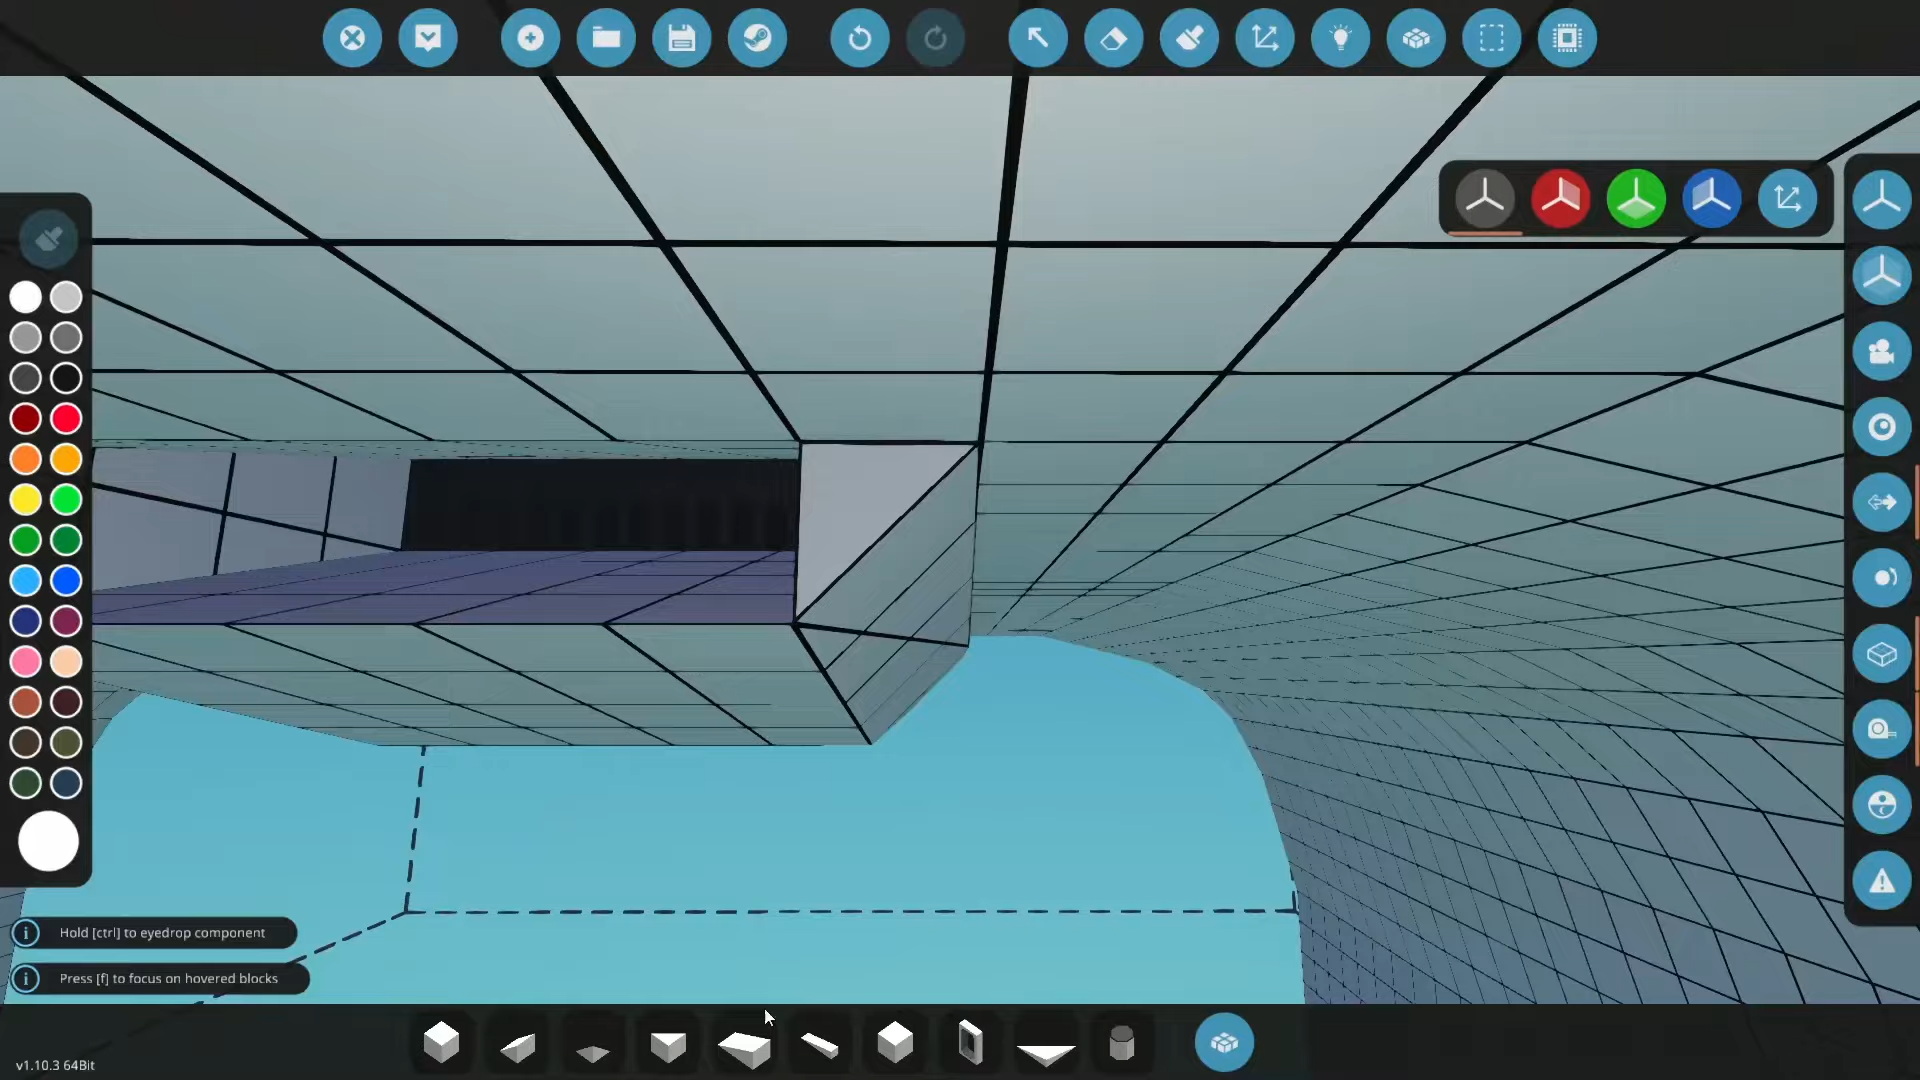 Hold [ctrl] to eyedrop component
Press [f] to focus on hovered blocks
v1.10.3 64Bit